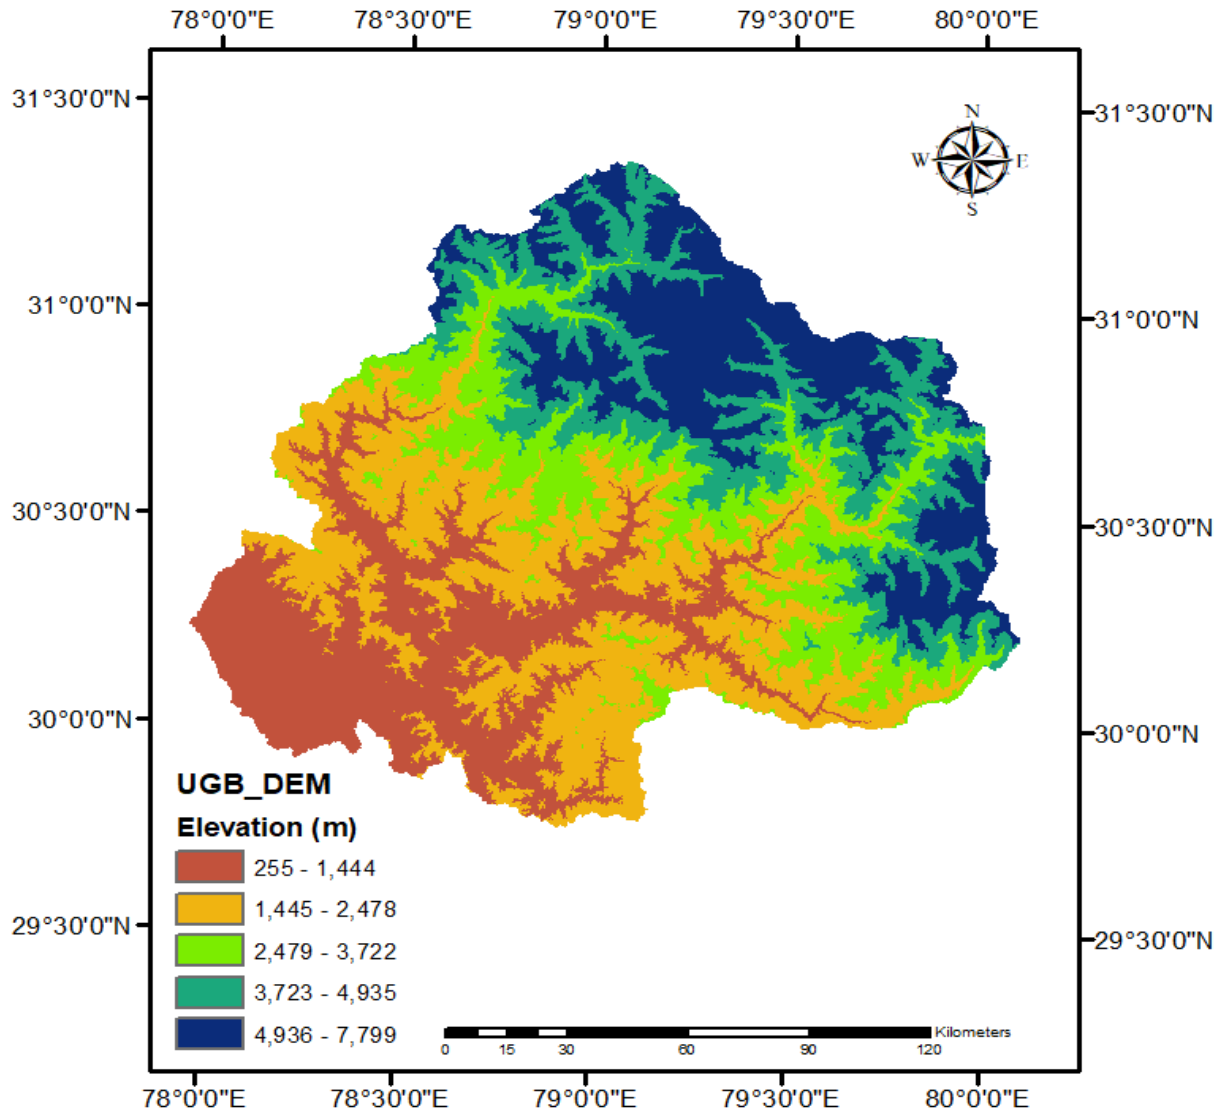 78°0'0"E 78°30'0"E 79°0'0"E 79°30'0"E 80°0'0"E
31°30'0"N 31°30'0"N
N
W E
S
31°0'0"N 31°0'0"N
30°30'0"N 30°30'0"N
30°0'0"N 30°0'0"N
UGB_DEM
Elevation (m)
255 - 1,444
1,445 - 2,478
29°30'0"N 29°30'0"N
2,479 - 3,722
3,723 - 4,935
4,936 - 7,799
Kilometers
0 15 30 60 90 120
78°0'0"E 78°30'0"E 79°0'0"E 79°30'0"E 80°0'0"E